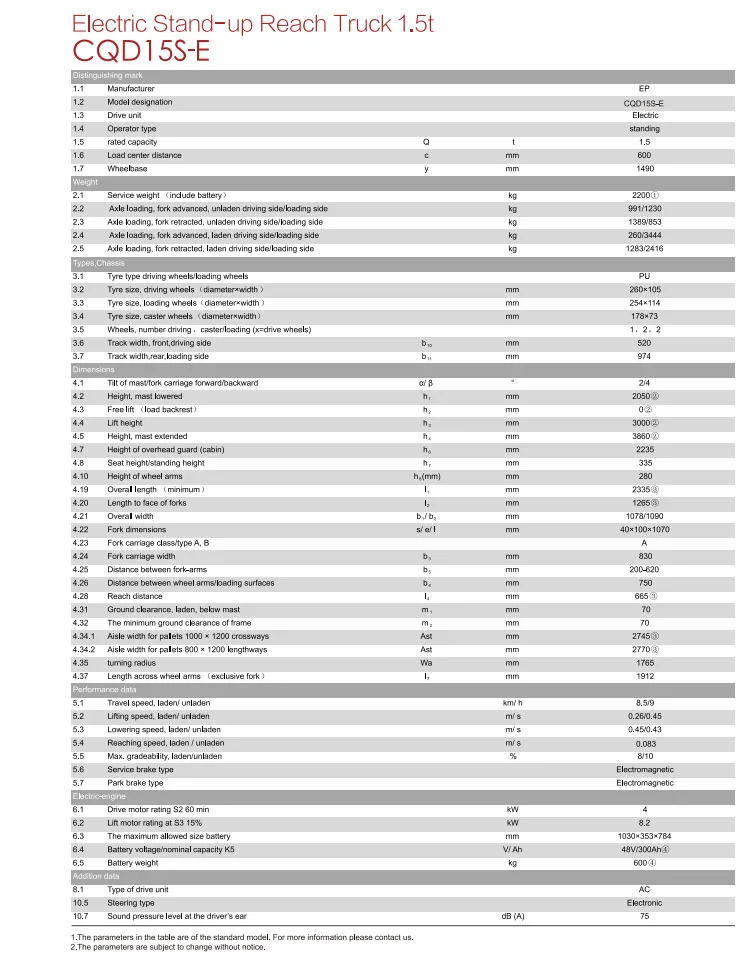 Electric Stand-up Reach Truck 1.5t
CQD15S-E
Distinguishing mark
1.1 Manufacturer EP
1.2 Model designation CQD15S-E
1.3 Drive unit Electric
1.4 Operator type standing
1.5 rated capacity Q t 1.5
1.6 Load center distance c mm 600
1.7 Wheelbase y mm 1490
Weight
2.1 Service weight （include battery） kg 2200①
2.2 Axle loading, fork advanced, unladen driving side/loading side kg 991/1230
2.3 Axle loading, fork retracted, unladen driving side/loading side kg 1389/853
2.4 Axle loading, fork advanced, laden driving side/loading side kg 260/3444
2.5 Axle loading, fork retracted, laden driving side/loading side kg 1283/2416
Types,Chassis
3.1 Tyre type driving wheels/loading wheels PU
3.2 Tyre size, driving wheels（diameter×width） mm 260×105
3.3 Tyre size, loading wheels（diameter×width） mm 254×114
3.4 Tyre size, caster wheels（diameter×width） mm 178×73
3.5 Wheels, number driving，caster/loading (x=drive wheels) 1，2，2
3.6 Track width, front,driving side b₁₀ mm 520
3.7 Track width,rear,loading side b₁₁ mm 974
Dimensions
4.1 Tilt of mast/fork carriage forward/backward α/ β ° 2/4
4.2 Height, mast lowered h₁ mm 2050②
4.3 Free lift （load backrest） h₂ mm 0②
4.4 Lift height h₃ mm 3000②
4.5 Height, mast extended h₄ mm 3860②
4.7 Height of overhead guard (cabin) h₆ mm 2235
4.8 Seat height/standing height h₇ mm 335
4.10 Height of wheel arms h₈(mm) mm 280
4.19 Overall length （minimum） l₁ mm 2335③
4.20 Length to face of forks l₂ mm 1265③
4.21 Overall width b₁/ b₂ mm 1078/1090
4.22 Fork dimensions s/ e/ l mm 40×100×1070
4.23 Fork carriage class/type A, B A
4.24 Fork carriage width b₃ mm 830
4.25 Distance between fork-arms b₅ mm 200-620
4.26 Distance between wheel arms/loading surfaces b₄ mm 750
4.28 Reach distance l₄ mm 665③
4.31 Ground clearance, laden, below mast m₁ mm 70
4.32 The minimum ground clearance of frame m₂ mm 70
4.34.1 Aisle width for pallets 1000 × 1200 crossways Ast mm 2745③
4.34.2 Aisle width for pallets 800 × 1200 lengthways Ast mm 2770③
4.35 turning radius Wa mm 1765
4.37 Length across wheel arms （exclusive fork） l₇ mm 1912
Performance data
5.1 Travel speed, laden/ unladen km/ h 8.5/9
5.2 Lifting speed, laden/ unladen m/ s 0.26/0.45
5.3 Lowering speed, laden/ unladen m/ s 0.45/0.43
5.4 Reaching speed, laden / unladen m/ s 0.083
5.5 Max. gradeability, laden/unladen % 8/10
5.6 Service brake type Electromagnetic
5.7 Park brake type Electromagnetic
Electric-engine
6.1 Drive motor rating S2 60 min kW 4
6.2 Lift motor rating at S3 15% kW 8.2
6.3 The maximum allowed size battery mm 1030×353×784
6.4 Battery voltage/nominal capacity K5 V/ Ah 48V/300Ah④
6.5 Battery weight kg 600④
Addition data
8.1 Type of drive unit AC
10.5 Steering type Electronic
10.7 Sound pressure level at the driver's ear dB (A) 75
1.The parameters in the table are of the standard model. For more information please contact us.
2.The parameters are subject to change without notice.